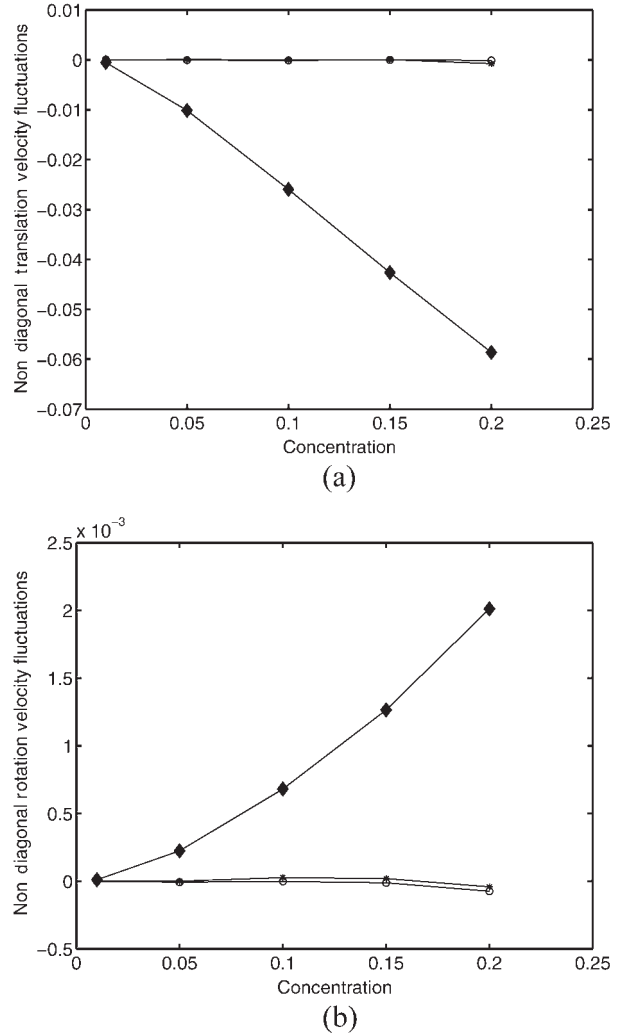 0.01
0
−0.01
−0.02
−0.03
−0.04
−0.05
−0.06
−0.07
Non diagonal translation velocity fluctuations
0 0.05 0.1 0.15 0.2 0.25
Concentration
(a)
x 10⁻³
2.5
2
1.5
1
0.5
0
−0.5
Non diagonal rotation velocity fluctuations
0 0.05 0.1 0.15 0.2 0.25
Concentration
(b)